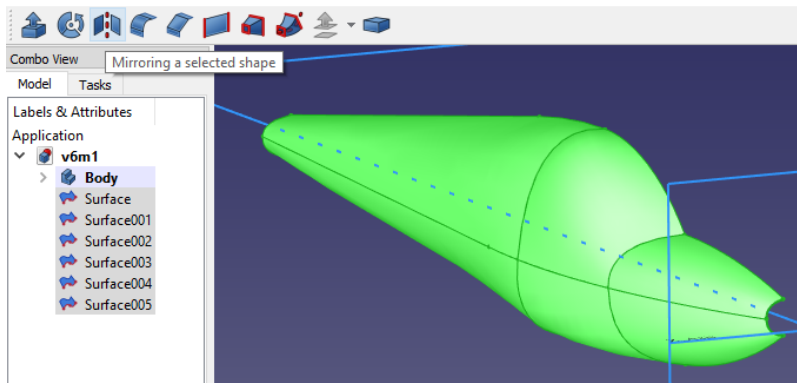 Combo View
Mirroring a selected shape
Model Tasks
Labels & Attributes
Application
v6m1
Body
Surface
Surface001
Surface002
Surface003
Surface004
Surface005